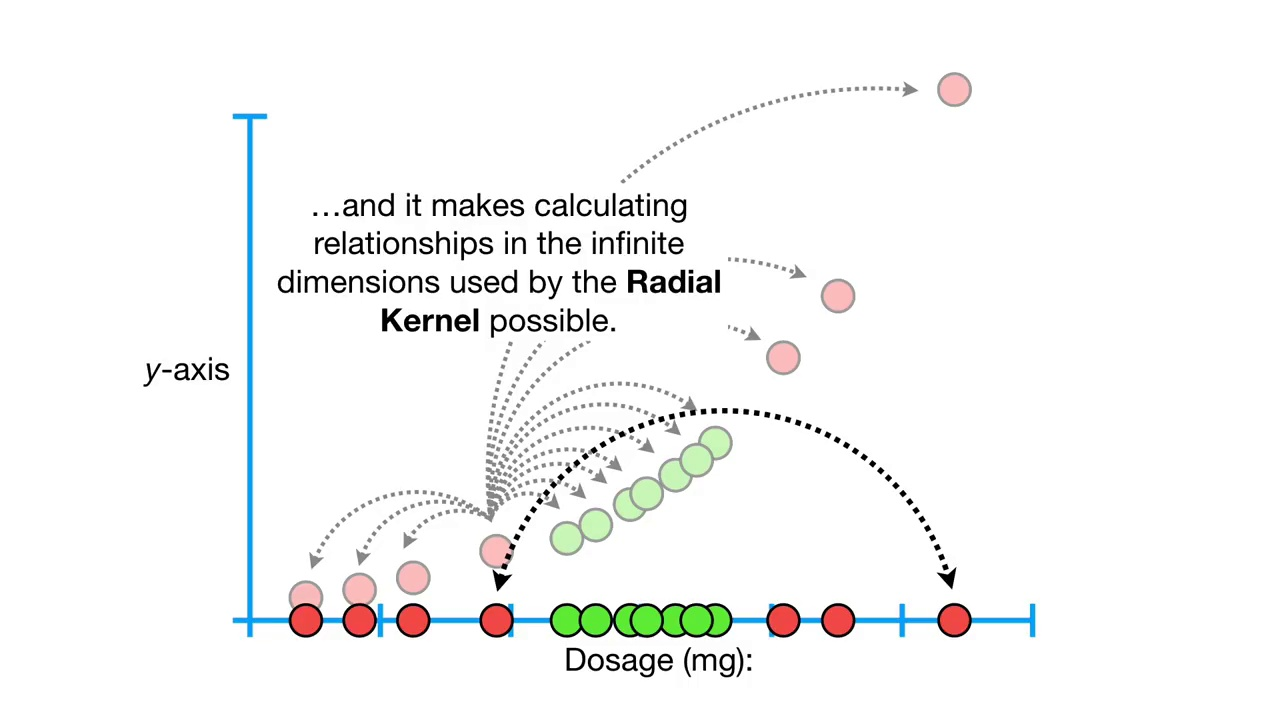 …and it makes calculating
relationships in the infinite
dimensions used by the Radial
Kernel possible.
y-axis
Dosage (mg):